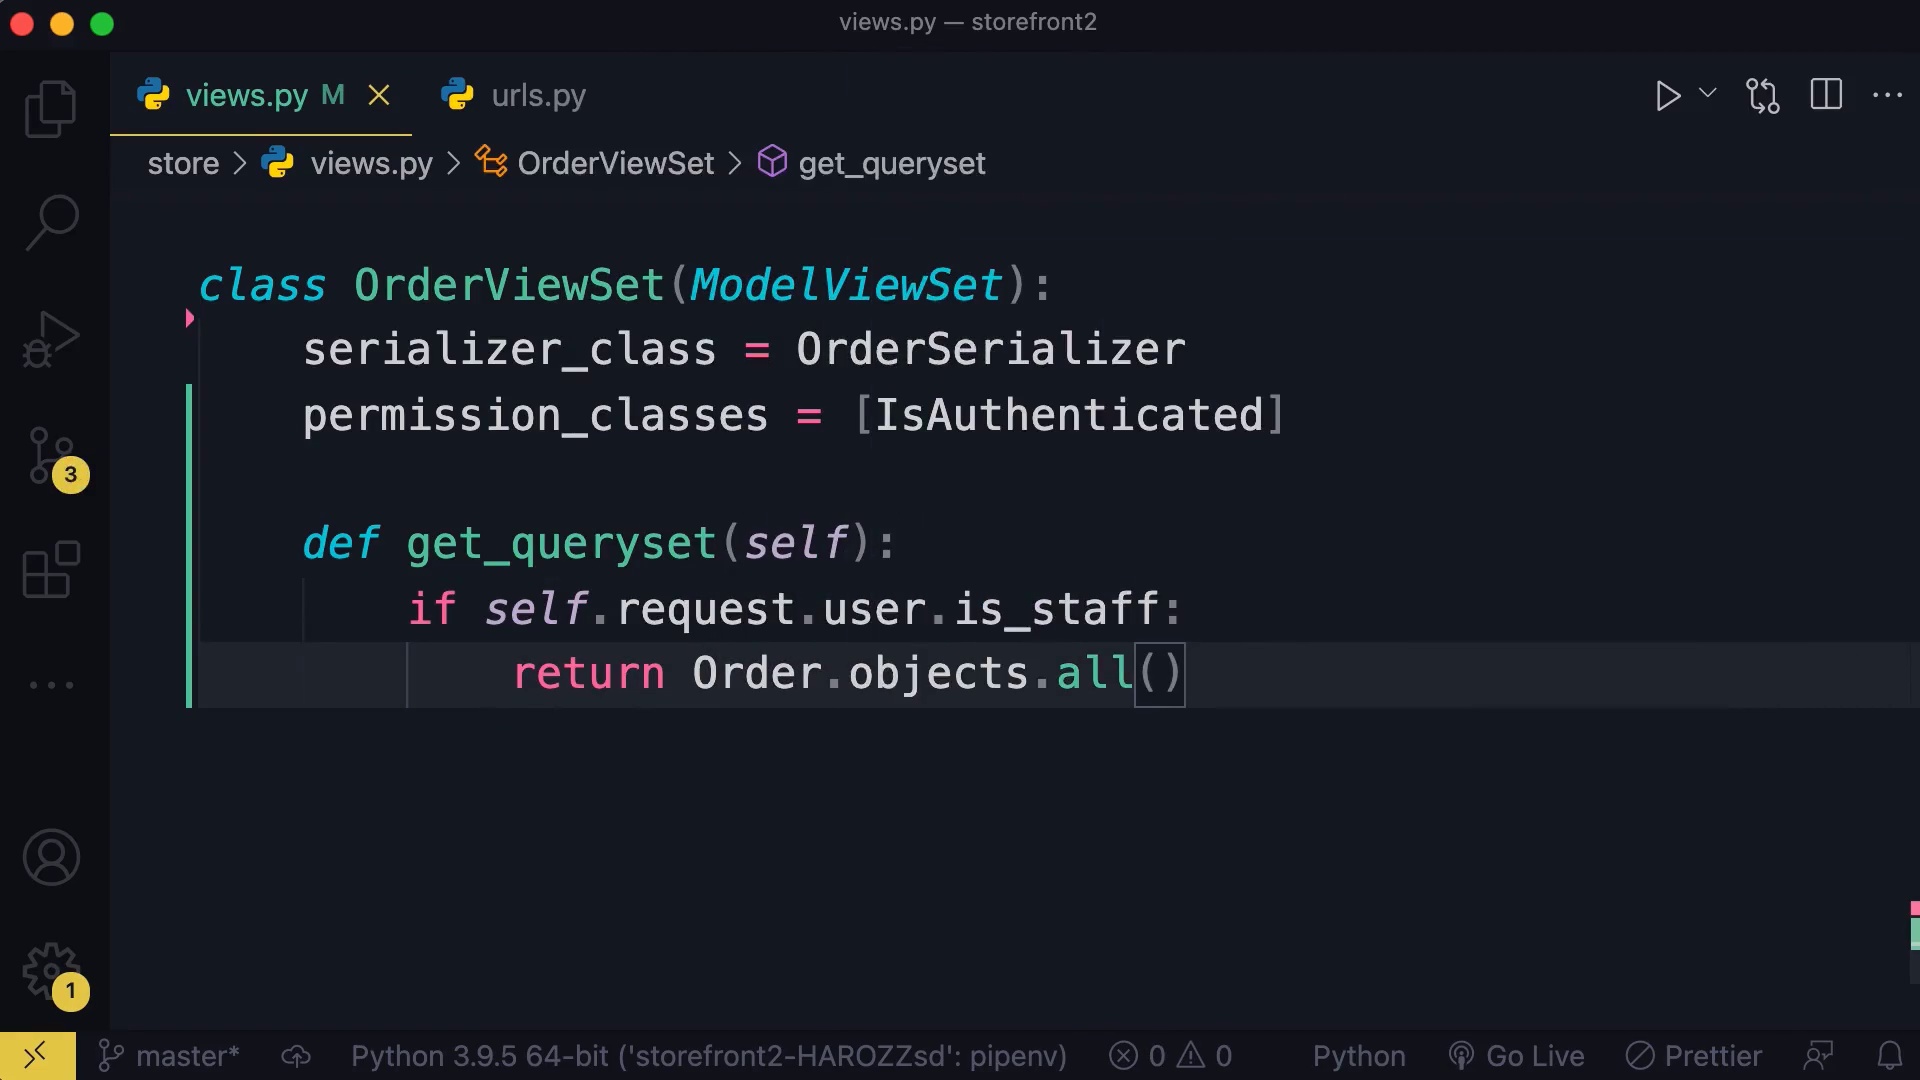 views.py — storefront2
views.py M urls.py
store > views.py > OrderViewSet > get_queryset
class OrderViewSet(ModelViewSet):
    serializer_class = OrderSerializer
    permission_classes = [IsAuthenticated]
    def get_queryset(self):
        if self.request.user.is_staff:
            return Order.objects.all()
3
1
master* Python 3.9.5 64-bit ('storefront2-HAROZZsd': pipenv) 0 0 Python Go Live Prettier